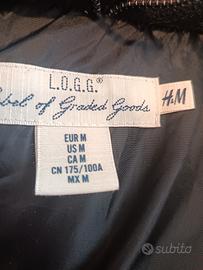 L.O.G.G.®
Label of Graded Goods
H&M
EUR M
US M
CA M
CN 175/100A
MX M
subito